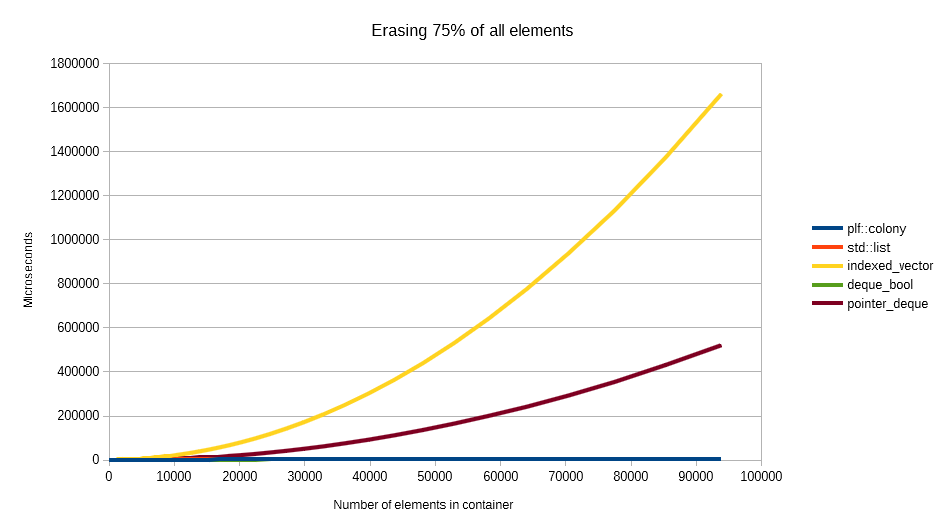 Erasing 75% of all elements
1800000
1600000
1400000
1200000
1000000
800000
600000
400000
200000
0
Microseconds
0 10000 20000 30000 40000 50000 60000 70000 80000 90000 100000
Number of elements in container
plf::colony
std::list
indexed_vector
deque_bool
pointer_deque